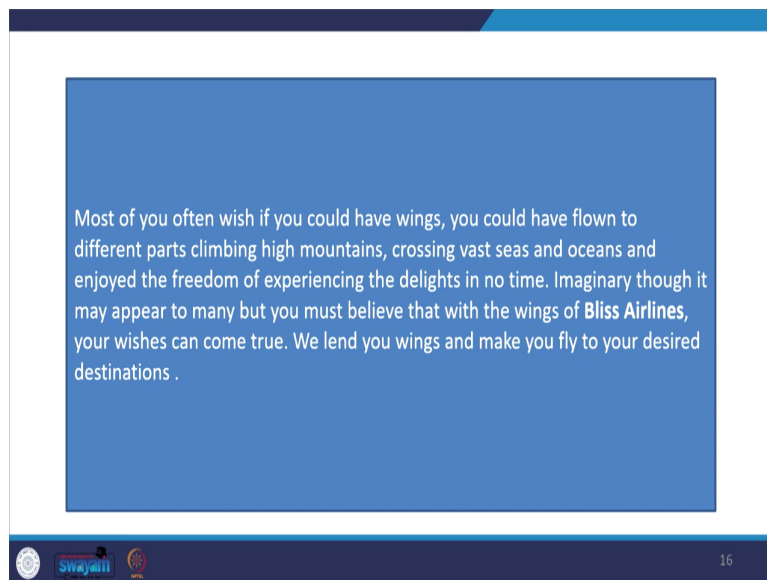 Most of you often wish if you could have wings, you could have flown to
different parts climbing high mountains, crossing vast seas and oceans and
enjoyed the freedom of experiencing the delights in no time. Imaginary though it
may appear to many but you must believe that with the wings of Bliss Airlines,
your wishes can come true. We lend you wings and make you fly to your desired
destinations .
swayam
16